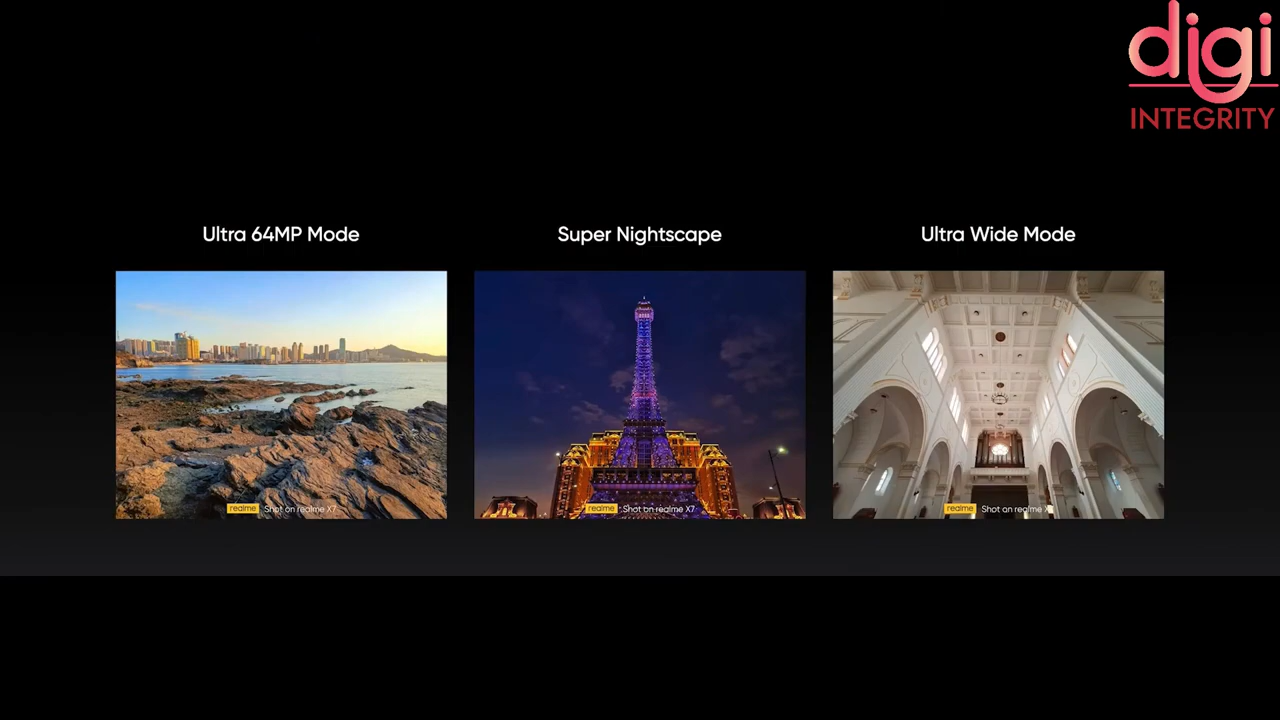 digi
INTEGRITY
Ultra 64MP Mode
Super Nightscape
Ultra Wide Mode
realme Shot on realme X7
realme Shot on realme X7
realme Shot on realme